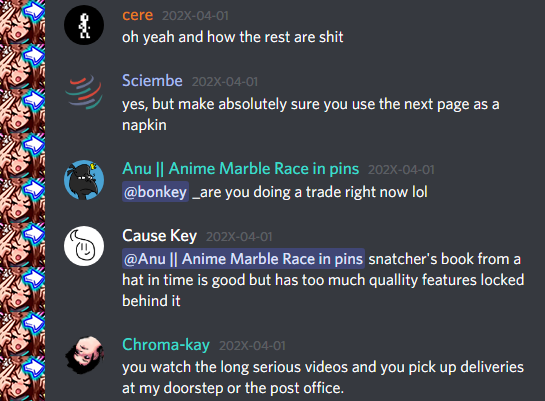 cere 202X-04-01
oh yeah and how the rest are shit
Sciembe 202X-04-01
yes, but make absolutely sure you use the next page as a
napkin
Anu || Anime Marble Race in pins 202X-04-01
@bonkey _are you doing a trade right now lol
Cause Key 202X-04-01
@Anu || Anime Marble Race in pins snatcher's book from a
hat in time is good but has too much quallity features locked
behind it
Chroma-kay 202X-04-01
you watch the long serious videos and you pick up deliveries
at my doorstep or the post office.